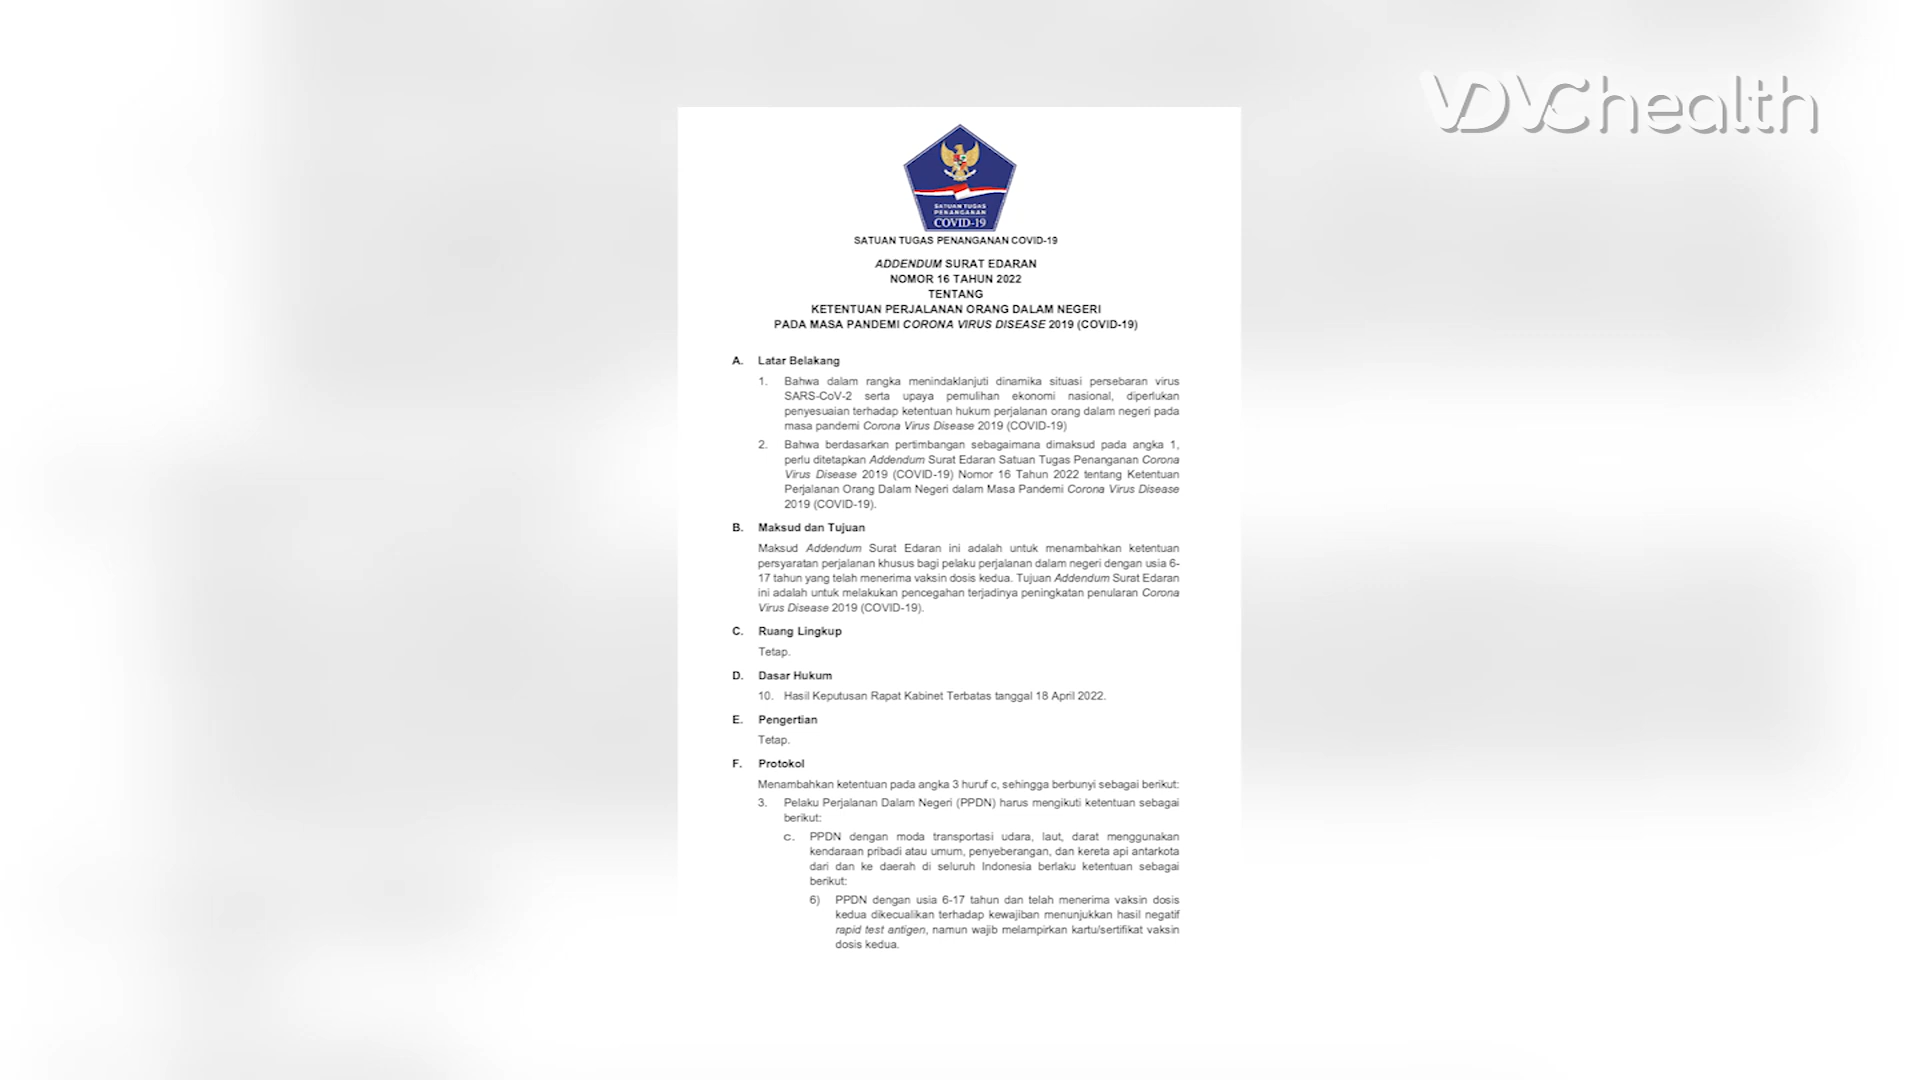 VDVChealth
SATUAN TUGAS
PENANGANAN
COVID-19
SATUAN TUGAS PENANGANAN COVID-19
ADDENDUM SURAT EDARAN
NOMOR 16 TAHUN 2022
TENTANG
KETENTUAN PERJALANAN ORANG DALAM NEGERI
PADA MASA PANDEMI CORONA VIRUS DISEASE 2019 (COVID-19)
A. Latar Belakang
1. Bahwa dalam rangka menindaklanjuti dinamika situasi persebaran virus
SARS-CoV-2 serta upaya pemulihan ekonomi nasional, diperlukan
penyesuaian terhadap ketentuan hukum perjalanan orang dalam negeri pada
masa pandemi Corona Virus Disease 2019 (COVID-19)
2. Bahwa berdasarkan pertimbangan sebagaimana dimaksud pada angka 1,
perlu ditetapkan Addendum Surat Edaran Satuan Tugas Penanganan Corona
Virus Disease 2019 (COVID-19) Nomor 16 Tahun 2022 tentang Ketentuan
Perjalanan Orang Dalam Negeri dalam Masa Pandemi Corona Virus Disease
2019 (COVID-19).
B. Maksud dan Tujuan
Maksud Addendum Surat Edaran ini adalah untuk menambahkan ketentuan
persyaratan perjalanan khusus bagi pelaku perjalanan dalam negeri dengan usia 6-
17 tahun yang telah menerima vaksin dosis kedua. Tujuan Addendum Surat Edaran
ini adalah untuk melakukan pencegahan terjadinya peningkatan penularan Corona
Virus Disease 2019 (COVID-19).
C. Ruang Lingkup
Tetap.
D. Dasar Hukum
10. Hasil Keputusan Rapat Kabinet Terbatas tanggal 18 April 2022.
E. Pengertian
Tetap.
F. Protokol
Menambahkan ketentuan pada angka 3 huruf c, sehingga berbunyi sebagai berikut:
3. Pelaku Perjalanan Dalam Negeri (PPDN) harus mengikuti ketentuan sebagai
berikut:
c. PPDN dengan moda transportasi udara, laut, darat menggunakan
kendaraan pribadi atau umum, penyeberangan, dan kereta api antarkota
dari dan ke daerah di seluruh Indonesia berlaku ketentuan sebagai
berikut:
6) PPDN dengan usia 6-17 tahun dan telah menerima vaksin dosis
kedua dikecualikan terhadap kewajiban menunjukkan hasil negatif
rapid test antigen, namun wajib melampirkan kartu/sertifikat vaksin
dosis kedua.